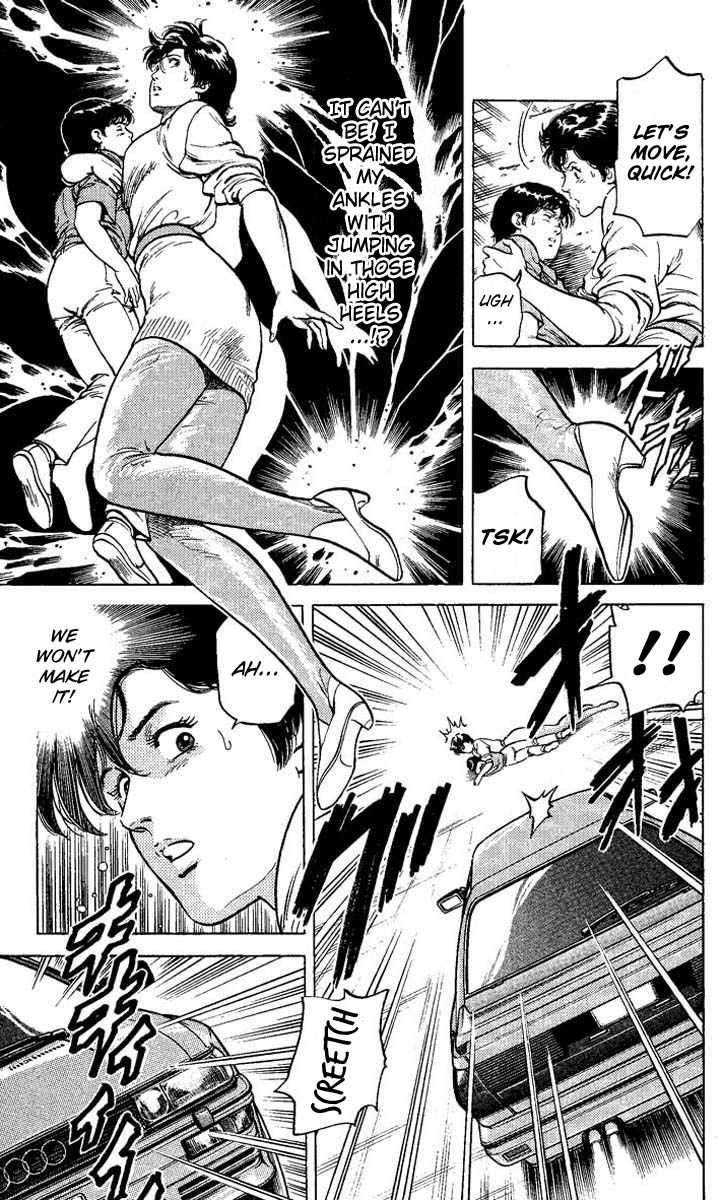 LET'S
MOVE,
QUICK!
UGH
...
TSK!
IT CAN'T
BE! I
SPRAINED
MY
ANKLES
WITH
JUMPING
IN THOSE
HIGH
HEELS
...!?
!!
AH...
WE
WON'T
MAKE
IT!
SCREETCH